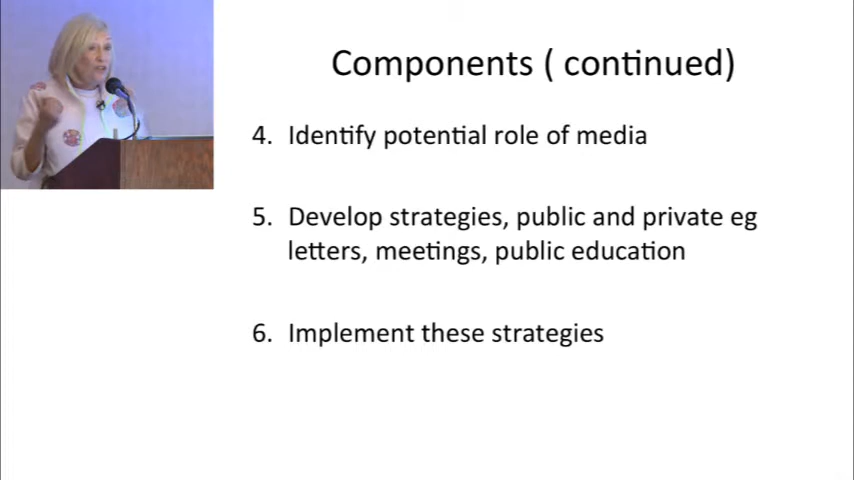 Components ( continued)
4. Identify potential role of media
5. Develop strategies, public and private eg
letters, meetings, public education
6. Implement these strategies